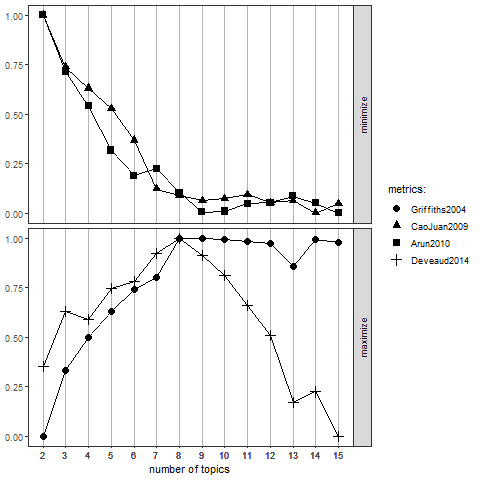 1.00
0.75
0.50
0.25
0.00
minimize
1.00
0.75
0.50
0.25
0.00
maximize
2 3 4 5 6 7 8 9 10 11 12 13 14 15
number of topics
metrics:
Griffiths2004
CaoJuan2009
Arun2010
Deveaud2014